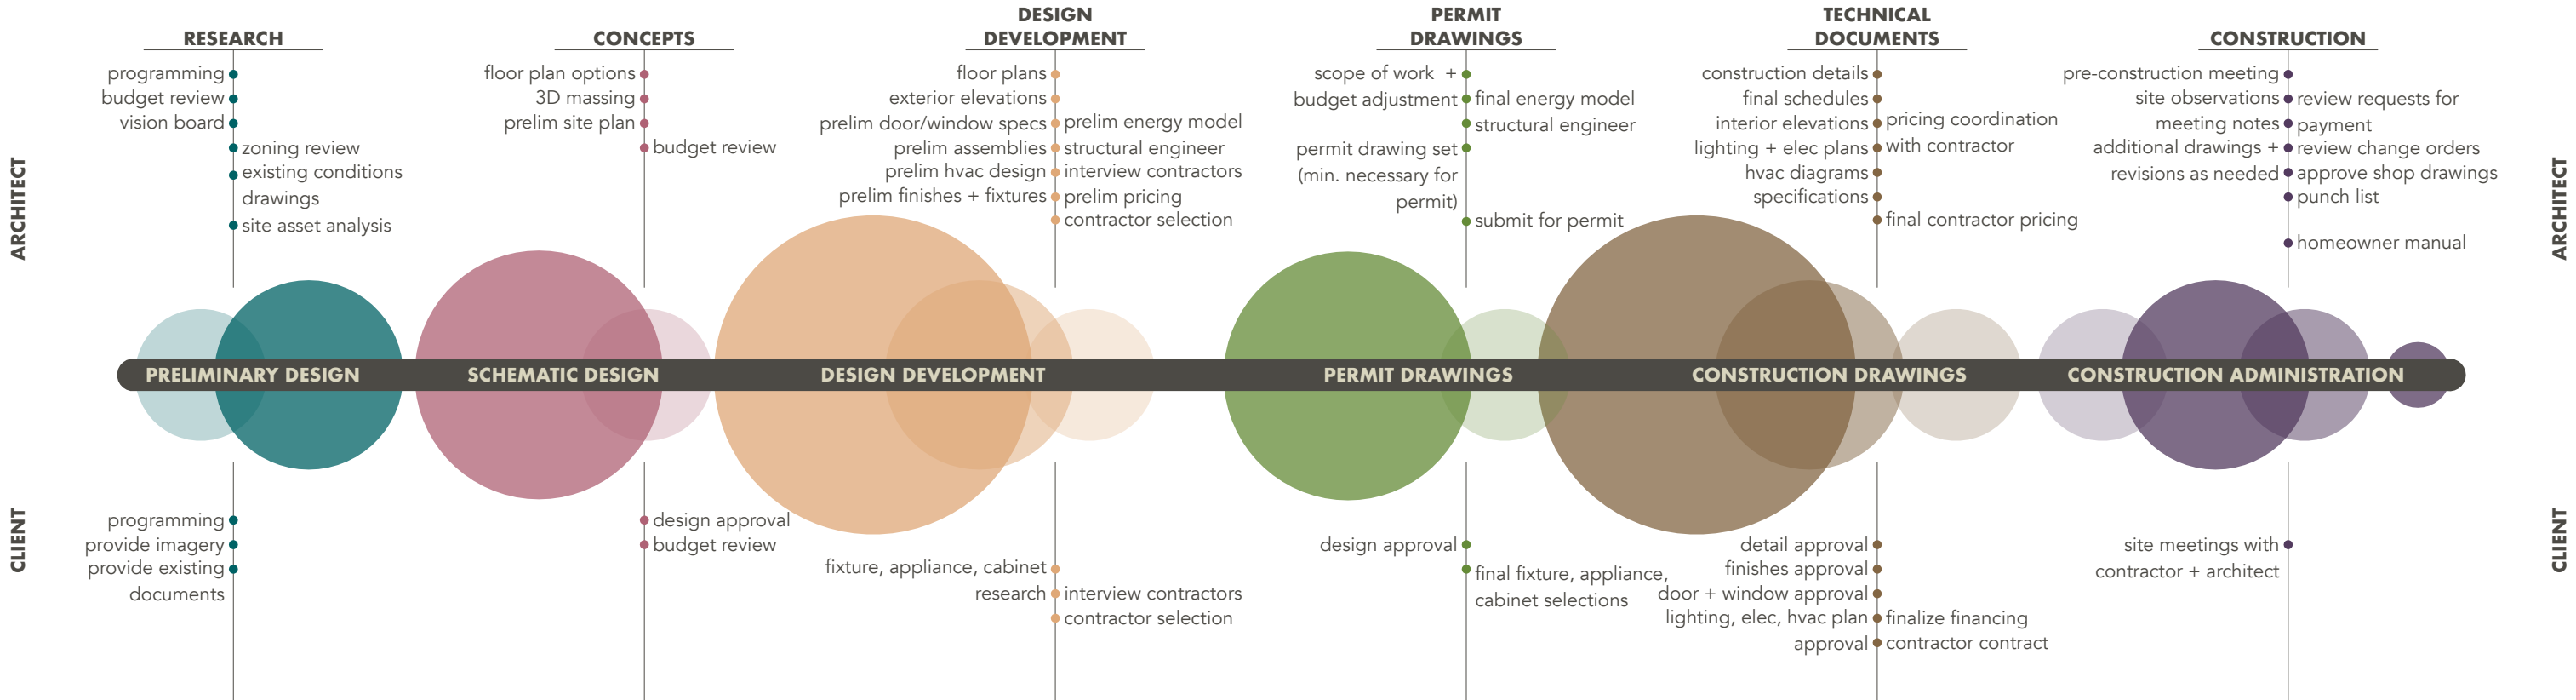 RESEARCH
programming
budget review
vision board
zoning review
existing conditions
drawings
site asset analysis
CONCEPTS
floor plan options
3D massing
prelim site plan
budget review
DESIGN
DEVELOPMENT
floor plans
exterior elevations
prelim door/window specs
prelim assemblies
prelim hvac design
prelim finishes + fixtures
prelim energy model
structural engineer
interview contractors
prelim pricing
contractor selection
PERMIT
DRAWINGS
scope of work +
budget adjustment
permit drawing set
(min. necessary for
permit)
final energy model
structural engineer
submit for permit
TECHNICAL
DOCUMENTS
construction details
final schedules
interior elevations
lighting + elec plans
hvac diagrams
specifications
pricing coordination
with contractor
final contractor pricing
CONSTRUCTION
pre-construction meeting
site observations
meeting notes
additional drawings +
revisions as needed
review requests for
payment
review change orders
approve shop drawings
punch list
homeowner manual
ARCHITECT
ARCHITECT
PRELIMINARY DESIGN
SCHEMATIC DESIGN
DESIGN DEVELOPMENT
PERMIT DRAWINGS
CONSTRUCTION DRAWINGS
CONSTRUCTION ADMINISTRATION
CLIENT
CLIENT
programming
provide imagery
provide existing
documents
design approval
budget review
fixture, appliance, cabinet
research
interview contractors
contractor selection
design approval
final fixture, appliance,
cabinet selections
detail approval
finishes approval
door + window approval
lighting, elec, hvac plan
approval
finalize financing
contractor contract
site meetings with
contractor + architect